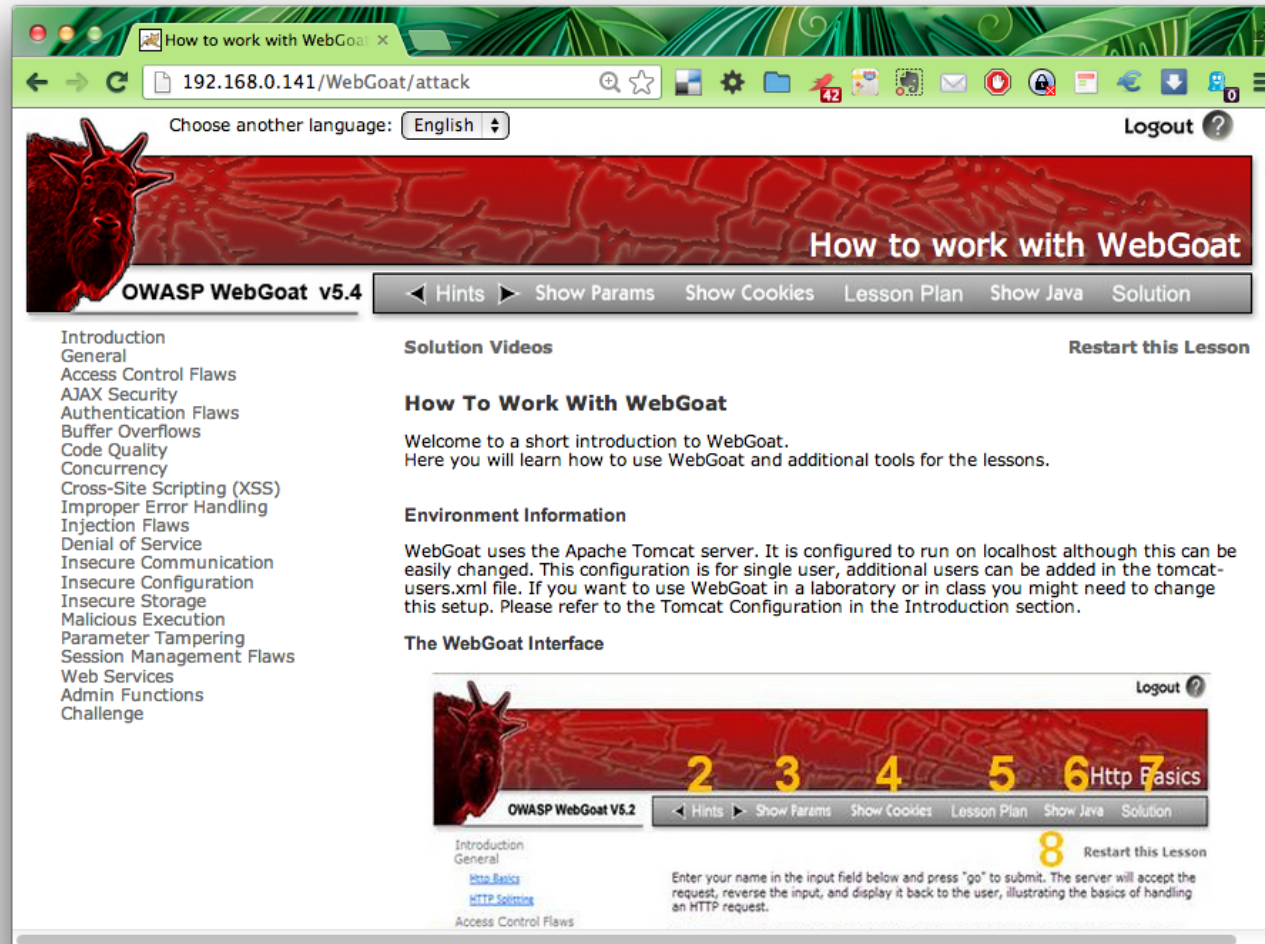 How to work with WebGoat
192.168.0.141/WebGoat/attack
42
0
Choose another language: English
Logout ?
How to work with WebGoat
OWASP WebGoat v5.4
Hints Show Params Show Cookies Lesson Plan Show Java Solution
Introduction
General
Access Control Flaws
AJAX Security
Authentication Flaws
Buffer Overflows
Code Quality
Concurrency
Cross-Site Scripting (XSS)
Improper Error Handling
Injection Flaws
Denial of Service
Insecure Communication
Insecure Configuration
Insecure Storage
Malicious Execution
Parameter Tampering
Session Management Flaws
Web Services
Admin Functions
Challenge
Solution Videos
Restart this Lesson
How To Work With WebGoat
Welcome to a short introduction to WebGoat.
Here you will learn how to use WebGoat and additional tools for the lessons.
Environment Information
WebGoat uses the Apache Tomcat server. It is configured to run on localhost although this can be
easily changed. This configuration is for single user, additional users can be added in the tomcat-
users.xml file. If you want to use WebGoat in a laboratory or in class you might need to change
this setup. Please refer to the Tomcat Configuration in the Introduction section.
The WebGoat Interface
Logout ?
2 3 4 5 6 7
Http Basics
OWASP WebGoat V5.2
Hints Show Params Show Cookies Lesson Plan Show Java Solution
8
Restart this Lesson
Introduction
General
Http Basics
HTTP Splitting
Access Control Flaws
Enter your name in the input field below and press "go" to submit. The server will accept the
request, reverse the input, and display it back to the user, illustrating the basics of handling
an HTTP request.